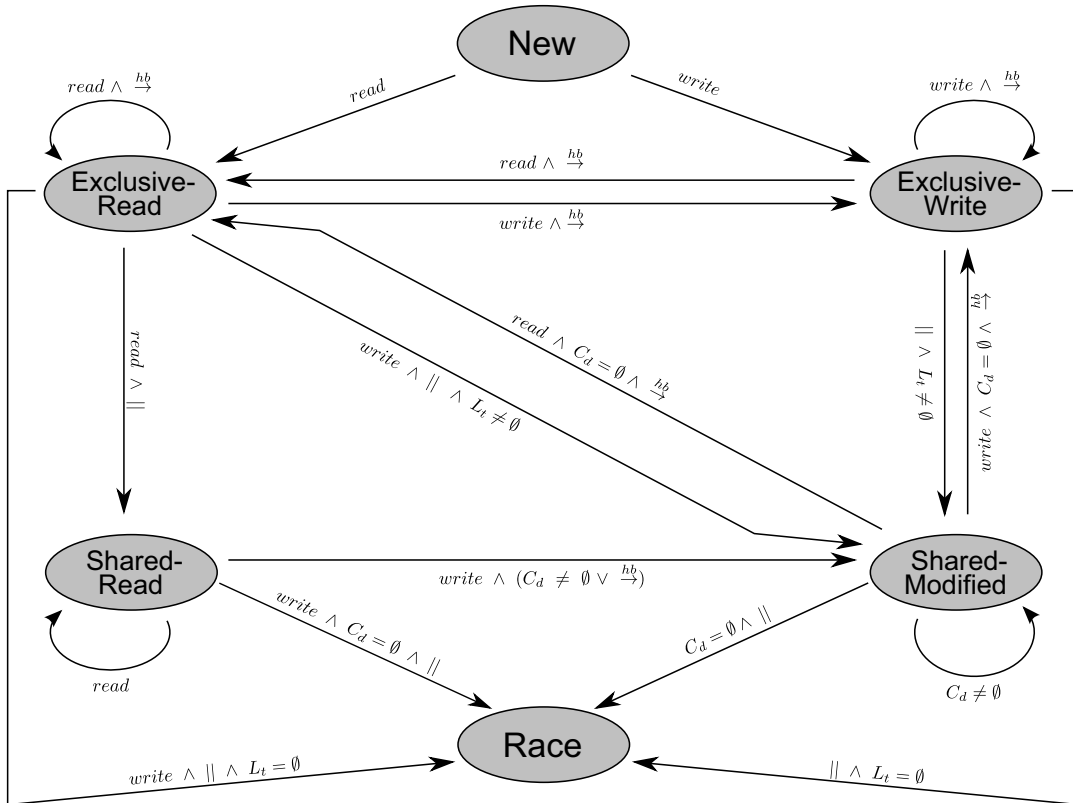 New
read ∧ hb→
read
write
write ∧ hb→
Exclusive-
Read
read ∧ hb→
Exclusive-
Write
write ∧ hb→
read ∧ ||
write ∧ || ∧ Lt ≠ ∅
read ∧ Cd = ∅ ∧ hb→
|| ∧ Lt ≠ ∅
write ∧ Cd = ∅ ∧ hb→
Shared-
Read
write ∧ (Cd ≠ ∅ ∨ hb→)
Shared-
Modified
read
write ∧ Cd = ∅ ∧ ||
Cd = ∅ ∧ ||
Cd ≠ ∅
Race
write ∧ || ∧ Lt = ∅
|| ∧ Lt = ∅